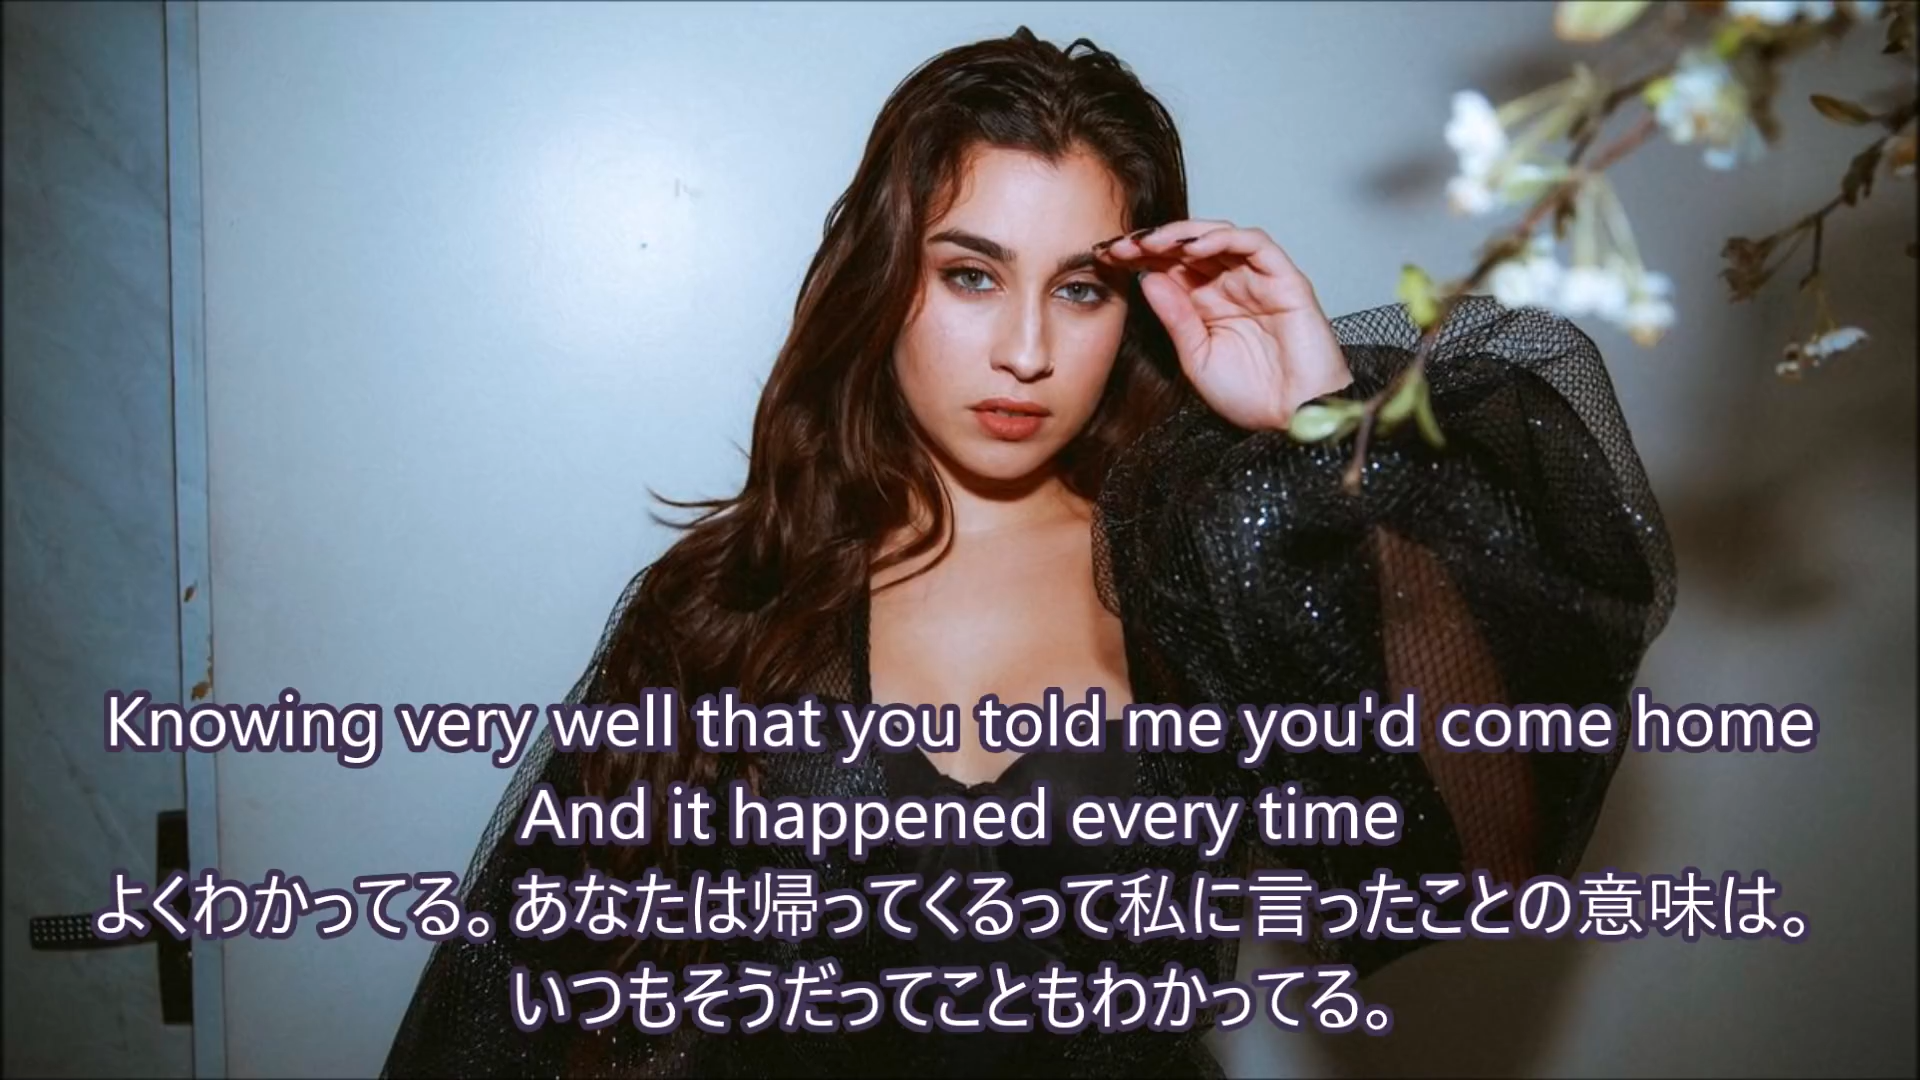 Knowing very well that you told me you'd come home
And it happened every time
よくわかってる。あなたは帰ってくるって私に言ったことの意味は。
いつもそうだってこともわかってる。